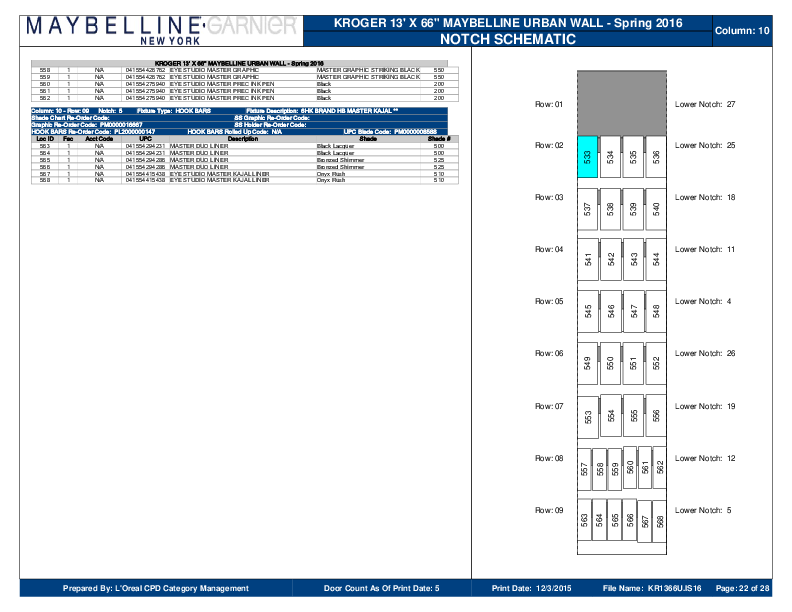 MAYBELLINE GARNIER
NEW YORK
KROGER 13' X 66" MAYBELLINE URBAN WALL - Spring 2016
NOTCH SCHEMATIC
Column: 10
KROGER 13' X 66" MAYBELLINE URBAN WALL - Spring 2016
558 1 N/A 041554428762 EYE STUDIO MASTER GRAPHIC MASTER GRAPHIC STRIKING BLACK 550
559 1 N/A 041554428762 EYE STUDIO MASTER GRAPHIC MASTER GRAPHIC STRIKING BLACK 550
560 1 N/A 041554275940 EYE STUDIO MASTER PREC INK PEN Black 200
561 1 N/A 041554275940 EYE STUDIO MASTER PREC INK PEN Black 200
562 1 N/A 041554275940 EYE STUDIO MASTER PREC INK PEN Black 200
Column: 10 - Row: 09 Notch: 5 Fixture Type: HOOK BARS Fixture Description: 6HK BRAND HB MASTER KAJAL **
Shade Chart Re-Order Code: SS Graphic Re-Order Code:
Graphic Re-Order Code: PM0000016667 SS Holder Re-Order Code:
HOOK BARS Re-Order Code: PL2000000147 HOOK BARS Rolled Up Code: N/A UPC Blade Code: PM0000008586
Loc ID Fac Acct Code UPC Description Shade Shade #
563 1 N/A 041554294231 MASTER DUO LINER Black Lacquer 500
564 1 N/A 041554294231 MASTER DUO LINER Black Lacquer 500
565 1 N/A 041554294286 MASTER DUO LINER Bronzed Shimmer 525
566 1 N/A 041554294286 MASTER DUO LINER Bronzed Shimmer 525
567 1 N/A 041554415438 EYE STUDIO MASTER KAJAL LINER Onyx Rush 510
568 1 N/A 041554415438 EYE STUDIO MASTER KAJAL LINER Onyx Rush 510
Row: 01 Lower Notch: 27
Row: 02 533 534 535 536 Lower Notch: 25
Row: 03 537 538 539 540 Lower Notch: 18
Row: 04 541 542 543 544 Lower Notch: 11
Row: 05 545 546 547 548 Lower Notch: 4
Row: 06 549 550 551 552 Lower Notch: 26
Row: 07 553 554 555 556 Lower Notch: 19
Row: 08 557 558 559 560 561 562 Lower Notch: 12
Row: 09 563 564 565 566 567 568 Lower Notch: 5
Prepared By: L'Oreal CPD Category Management Door Count As Of Print Date: 5 Print Date: 12/3/2015 File Name: KR1366UJS16 Page: 22 of 28